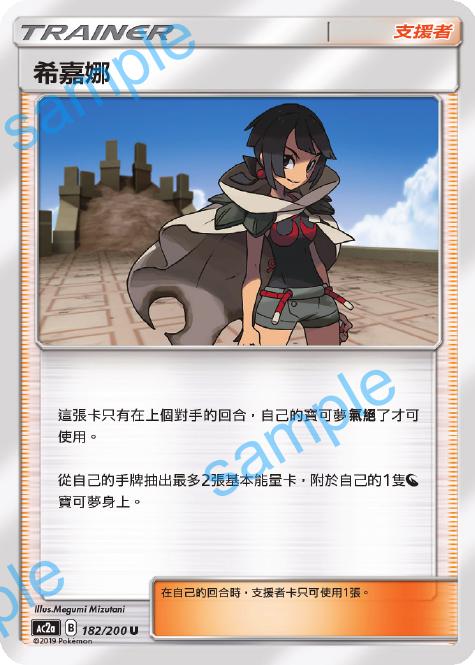 TRAINER
支援者
希嘉娜
sample
這張卡只有在上個對手的回合，自己的寶可夢氣絕了才可
使用。
sample
從自己的手牌抽出最多2張基本能量卡，附於自己的1隻
寶可夢身上。
ple
在自己的回合時，支援者卡只可使用1張。
Illus.Megumi Mizutani
AC2a B 182/200 U
©2019 Pokémon